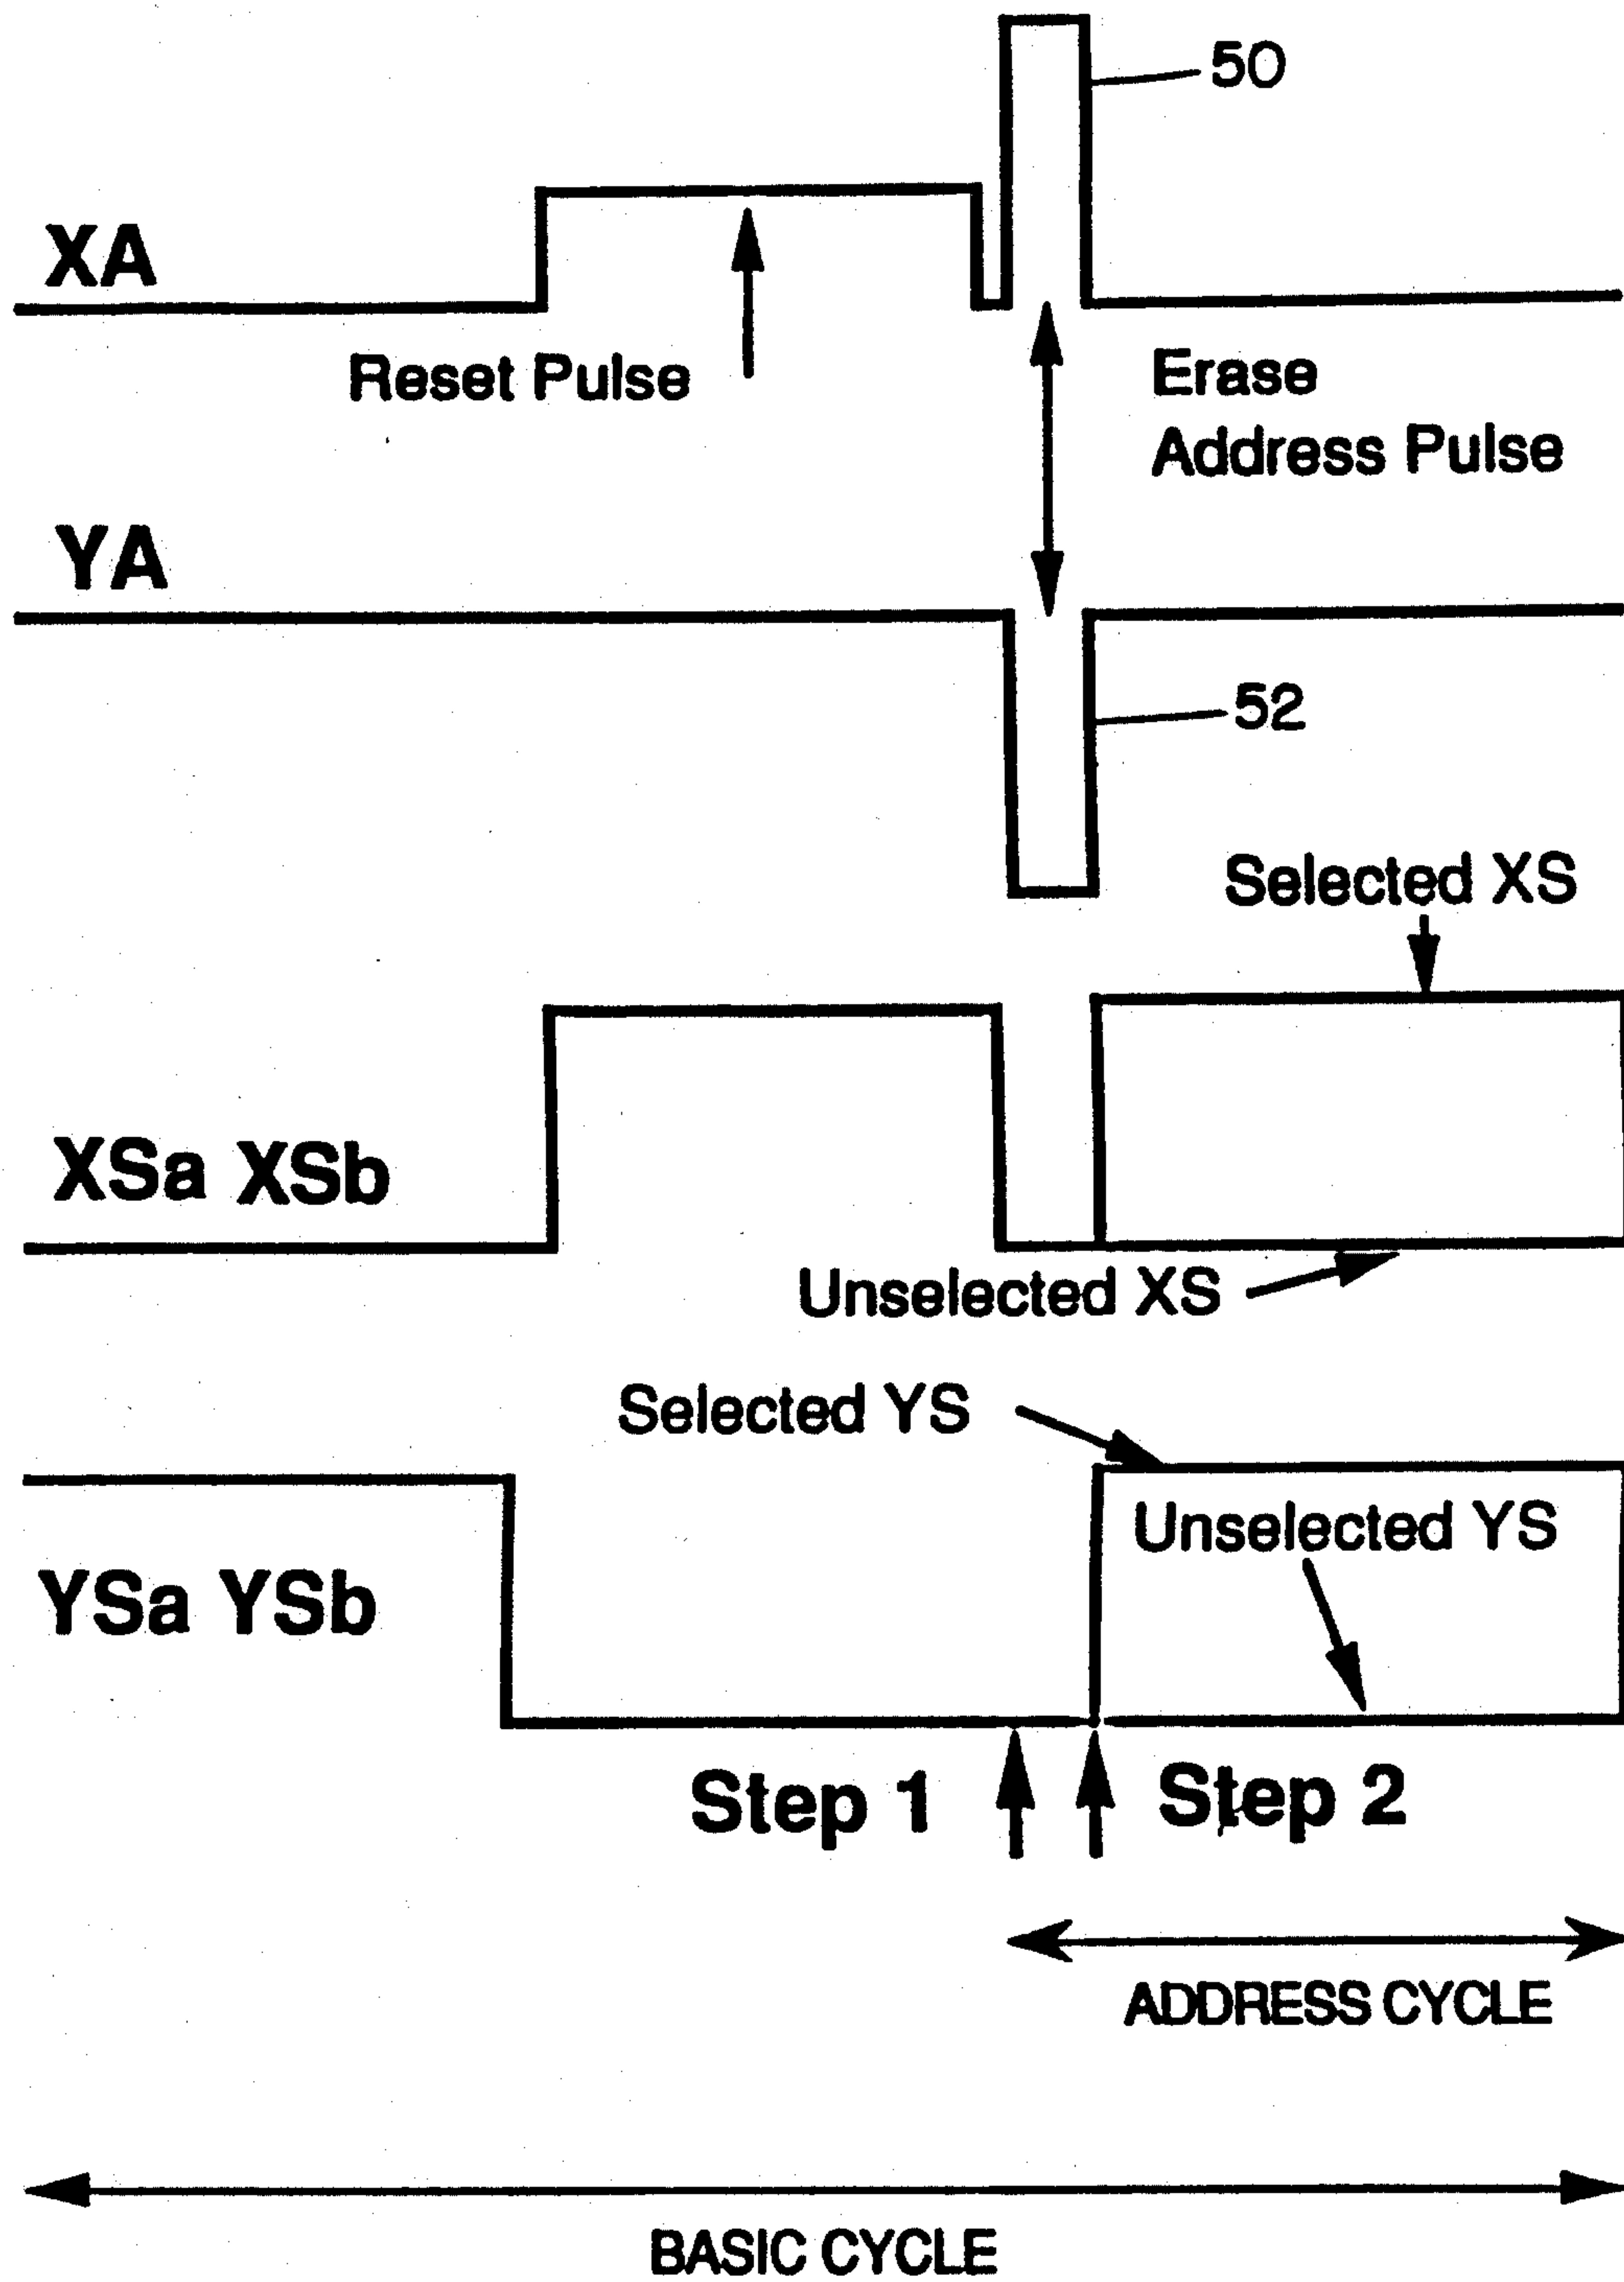 50
XA
Reset Pulse
Erase
Address Pulse
YA
52
Selected XS
XSa XSb
Unselected XS
Selected YS
Unselected YS
YSa YSb
Step 1
Step 2
ADDRESS CYCLE
BASIC CYCLE